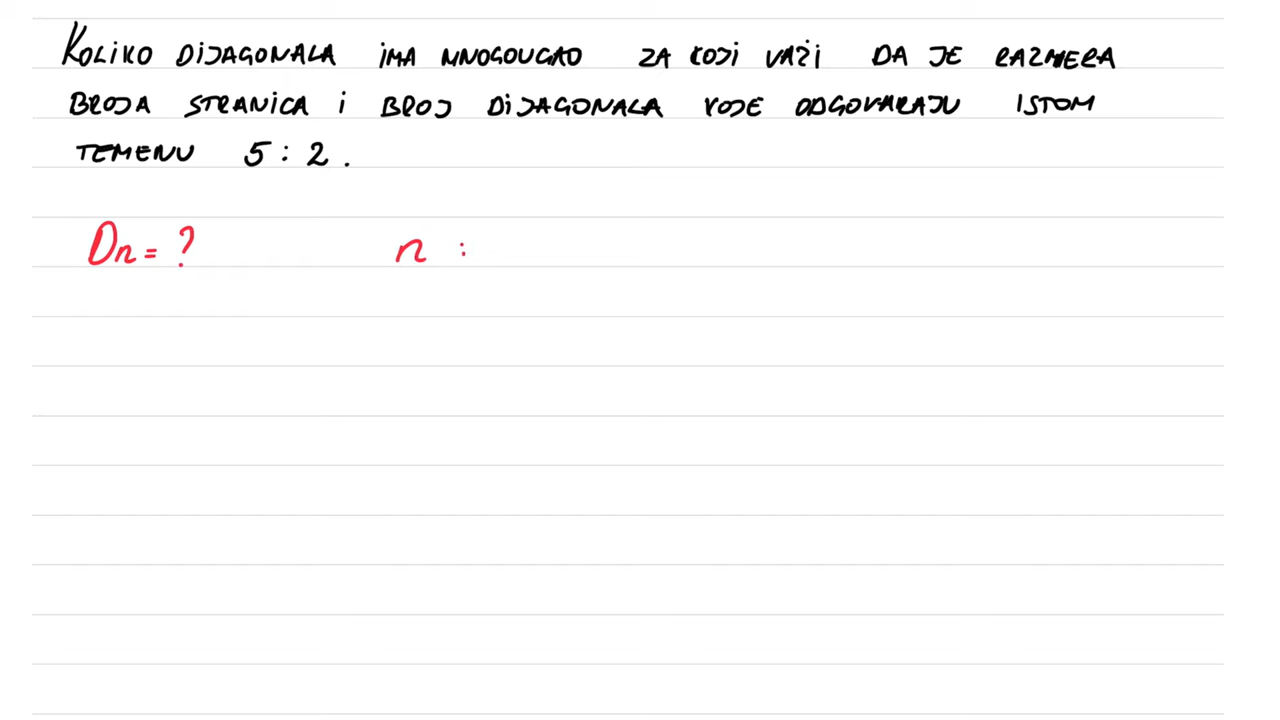 KOLIKO DIJAGONALA IMA MNOGOUGAO ZA KOJI VAŽI DA JE RAZMERA
BROJA STRANICA I BROJ DIJAGONALA KOJE ODGOVARAJU ISTOM
TEMENU 5 : 2 .
Dn = ? n :